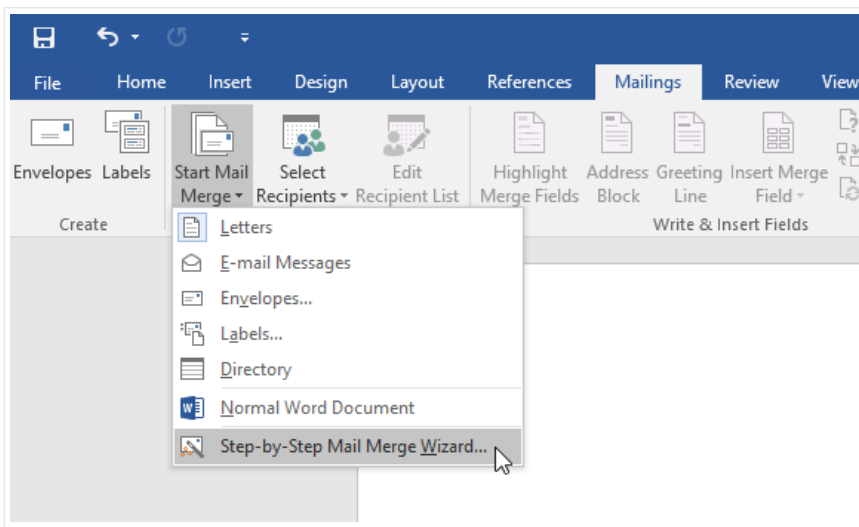 File Home Insert Design Layout References Mailings Review View
Envelopes Labels Start Mail Select Edit Highlight Address Greeting Insert Merge
Merge Recipients Recipient List Merge Fields Block Line Field
Create Write & Insert Fields
Letters
E-mail Messages
Envelopes...
Labels...
Directory
Normal Word Document
Step-by-Step Mail Merge Wizard...